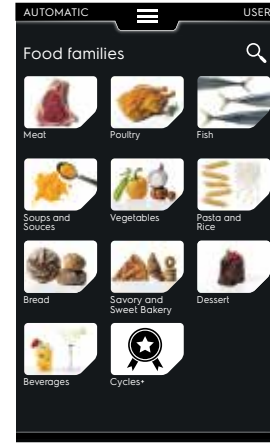 AUTOMATIC USER
Food families
Meat Poultry Fish
Soups and Souces Vegetables Pasta and Rice
Bread Savory and Sweet Bakery Dessert
Beverages Cycles+